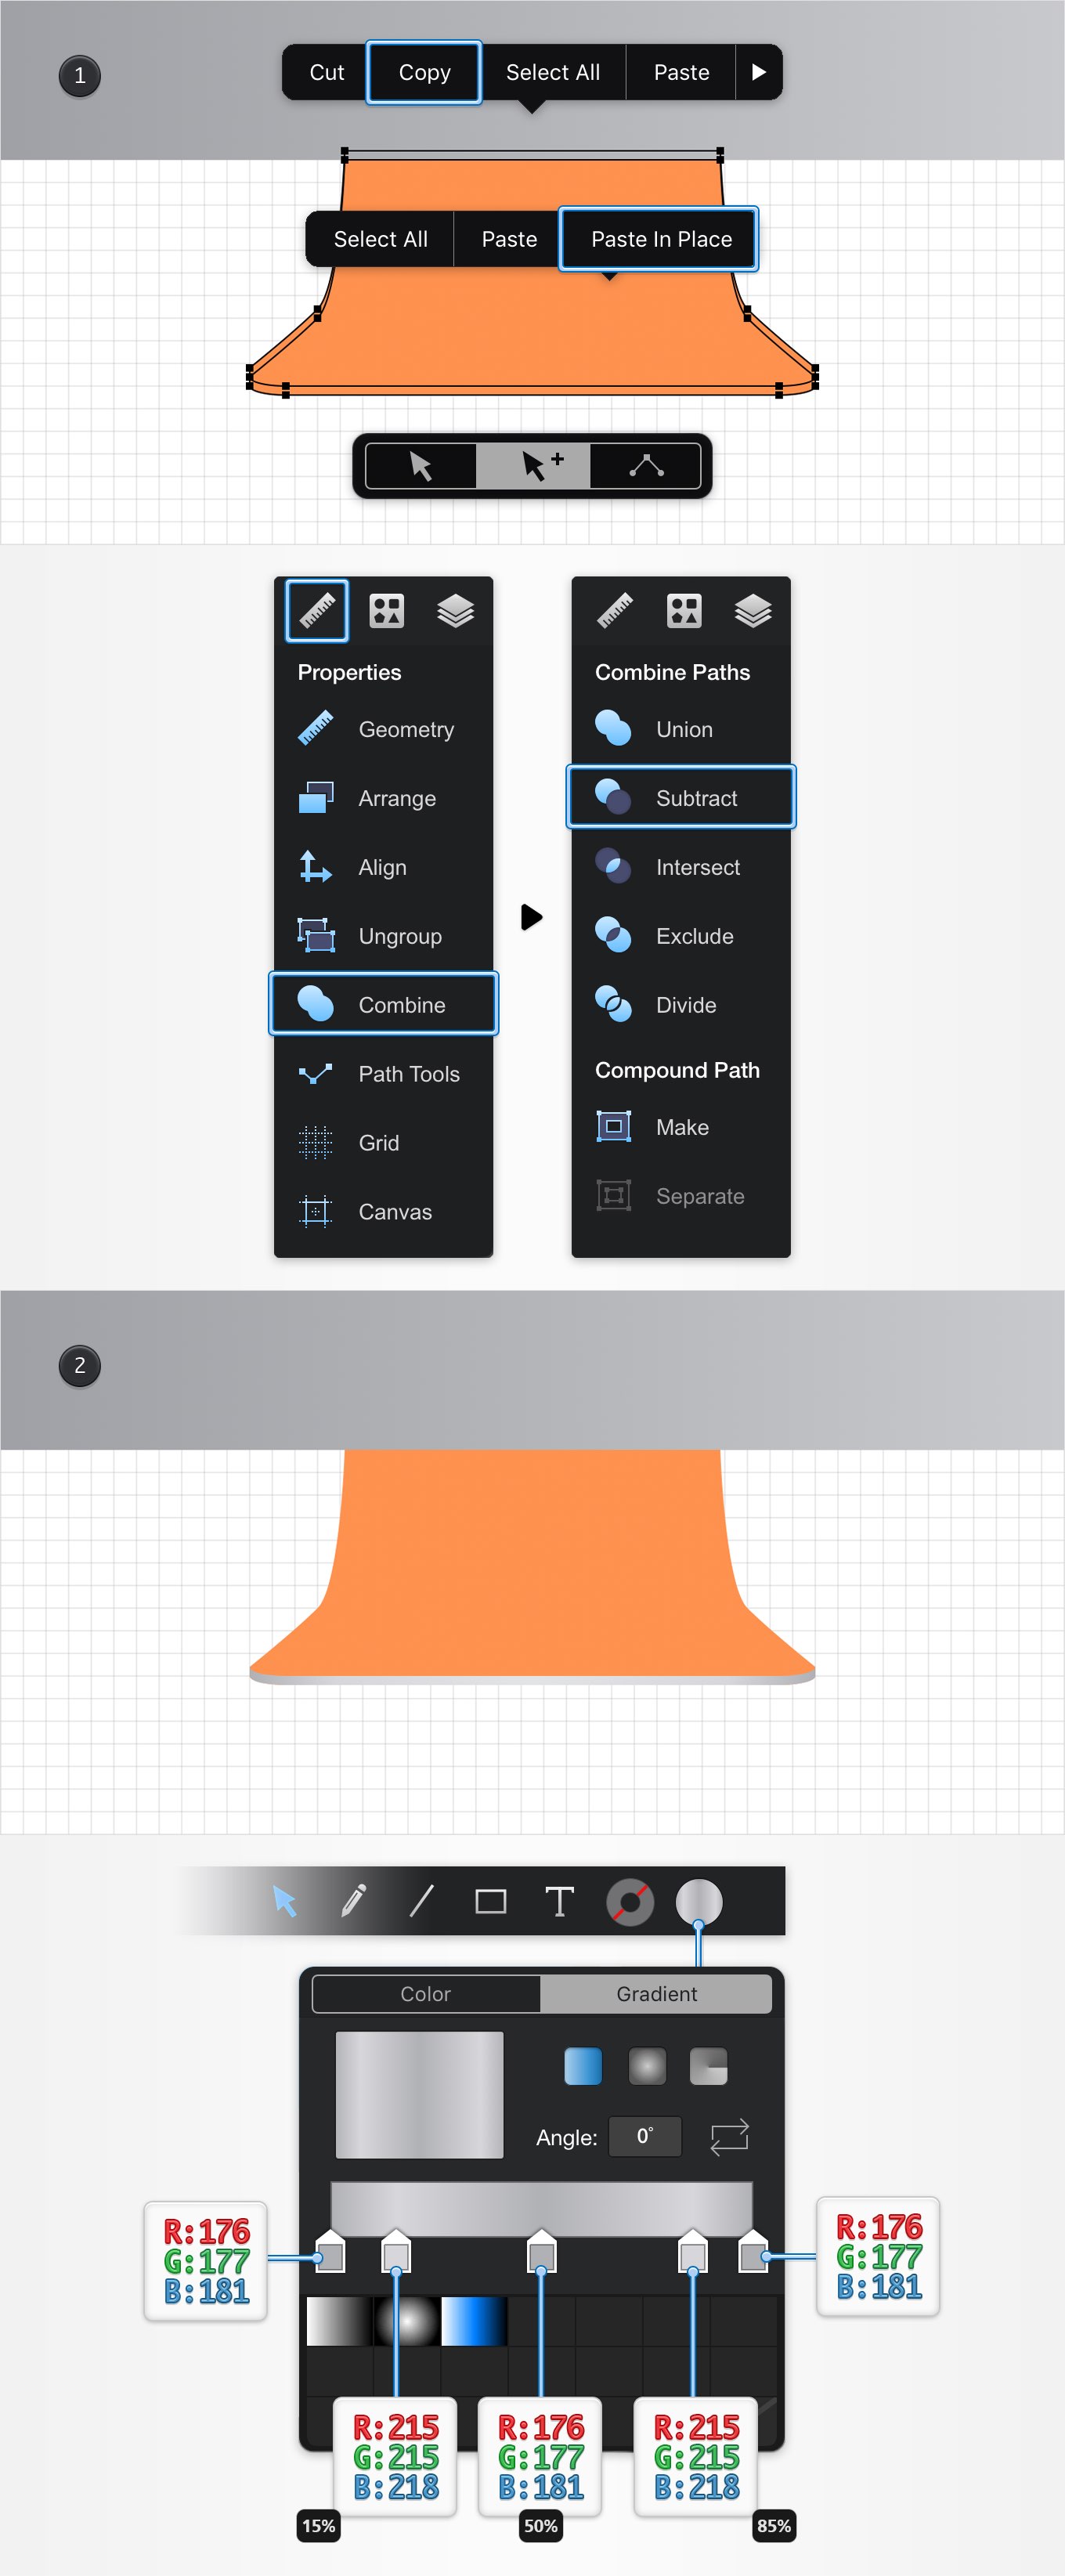 1
Cut Copy Select All Paste
Select All Paste Paste In Place
Properties
Geometry
Arrange
Align
Ungroup
Combine
Path Tools
Grid
Canvas
Combine Paths
Union
Subtract
Intersect
Exclude
Divide
Compound Path
Make
Separate
2
T
Color Gradient
Angle: 0°
R:176
G:177
B:181
R:176
G:177
B:181
R:215
G:215
B:218
15%
R:176
G:177
B:181
50%
R:215
G:215
B:218
85%